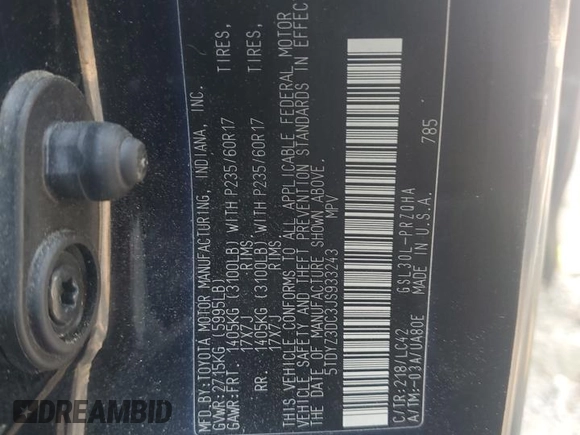 MFD.BY:TOYOTA MOTOR MANUFACTURING, INDIANA, INC.
GVWR:2715KG(5995LB)
GAWR:FRT. 1405KG(3100LB) WITH P235/60R17 TIRES,
17X7J RIMS,
RR. 1405KG(3100LB) WITH P235/60R17 TIRES,
17X7J RIMS
THIS VEHICLE CONFORMS TO ALL APPLICABLE FEDERAL MOTOR
VEHICLE SAFETY AND THEFT PREVENTION STANDARDS IN EFFEC
ON THE DATE OF MANUFACTURE SHOWN ABOVE.
5TDYZ3DC3JS933243 MPV
785
C/TR:218/LC42 GSL30L-PRZQHA
A/TM:-03A/UA80E MADE IN U.S.A.
DREAMBID